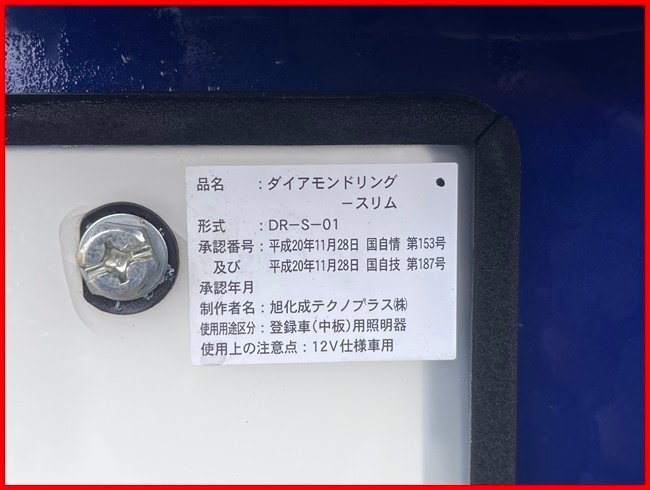 品名　：ダイアモンドリング
－スリム
形式　：DR－S－01
承認番号：平成20年11月28日 国自情 第153号
及び　平成20年11月28日 国自技 第187号
承認年月
制作者名：旭化成テクノプラス㈱
使用用途区分：登録車（中板）用照明器
使用上の注意点：12V仕様車用